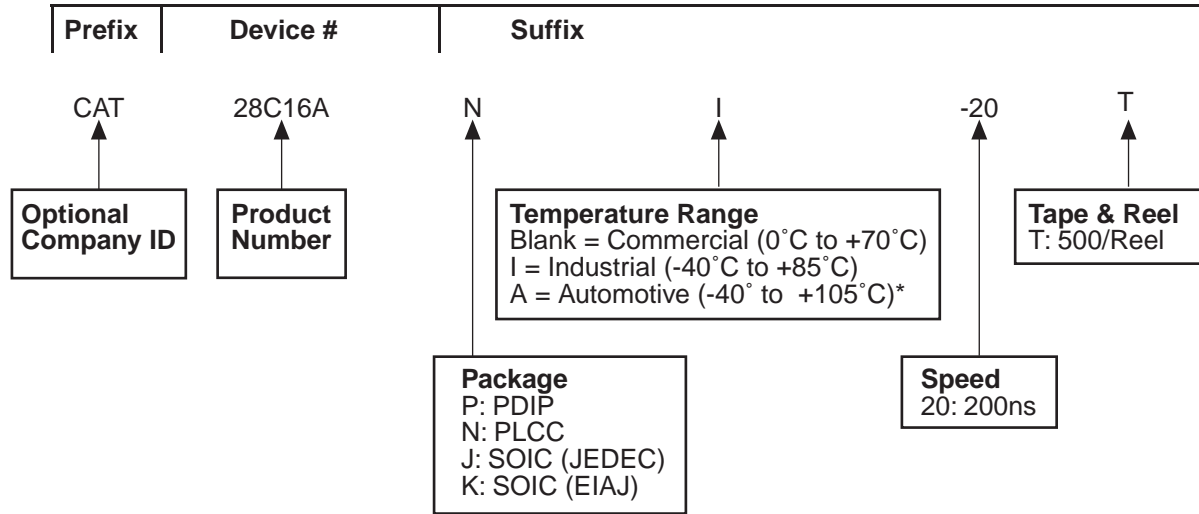 Prefix Device # Suffix
CAT 28C16A N I -20 T
Optional
Company ID
Product
Number
Temperature Range
Blank = Commercial (0˚C to +70˚C)
I = Industrial (-40˚C to +85˚C)
A = Automotive (-40˚ to +105˚C)*
Tape & Reel
T: 500/Reel
Package
P: PDIP
N: PLCC
J: SOIC (JEDEC)
K: SOIC (EIAJ)
Speed
20: 200ns